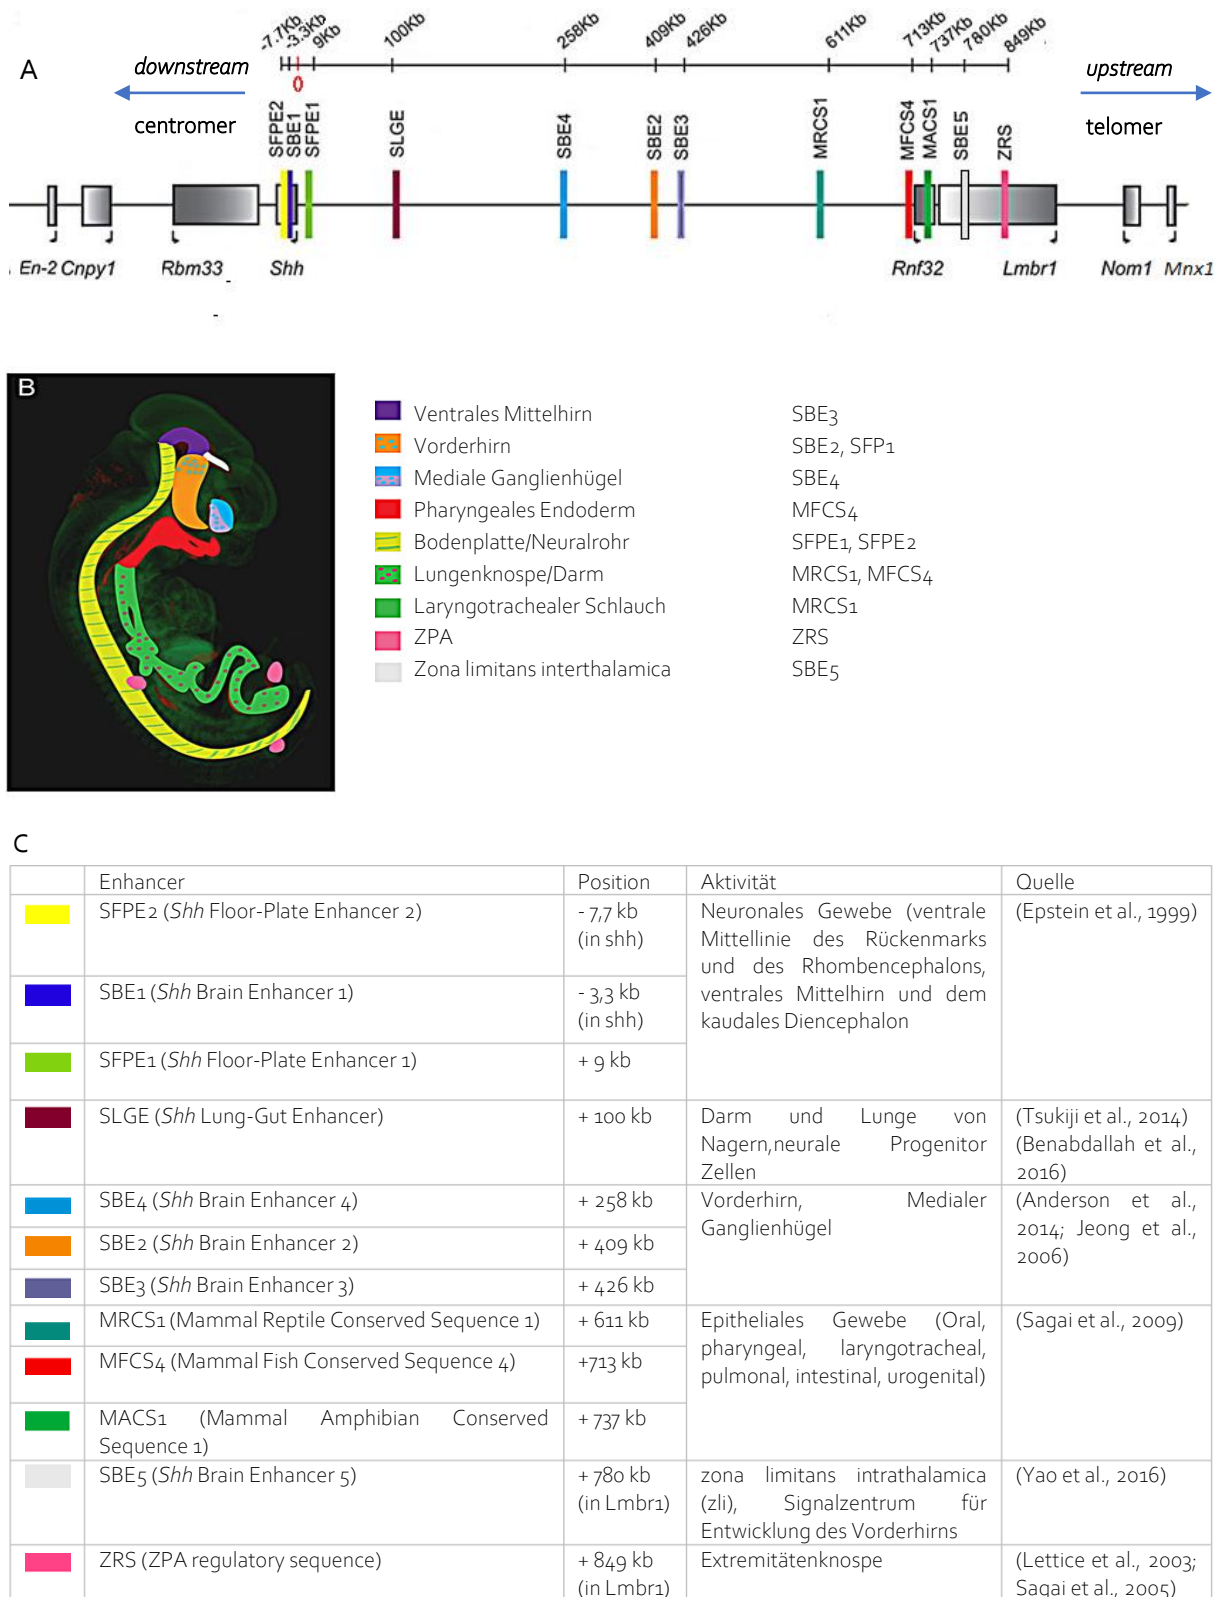 A
-7.7Kb -3.3Kb 9Kb 100Kb 258Kb 409Kb 426Kb 611Kb 713Kb 737Kb 780Kb 849Kb
0
downstream
centromer
upstream
telomer
SFPE2 SBE1 SFPE1 SLGE SBE4 SBE2 SBE3 MRCS1 MFCS4 MACS1 SBE5 ZRS
En-2 Cnpy1 Rbm33 Shh Rnf32 Lmbr1 Nom1 Mnx1
B
Ventrales Mittelhirn SBE3
Vorderhirn SBE2, SFP1
Mediale Ganglienhügel SBE4
Pharyngeales Endoderm MFCS4
Bodenplatte/Neuralrohr SFPE1, SFPE2
Lungenknospe/Darm MRCS1, MFCS4
Laryngotrachealer Schlauch MRCS1
ZPA ZRS
Zona limitans interthalamica SBE5
C
Enhancer Position Aktivität Quelle
SFPE2 (Shh Floor-Plate Enhancer 2) - 7,7 kb Neuronales Gewebe (ventrale (Epstein et al., 1999)
(in shh) Mittellinie des Rückenmarks
und des Rhombencephalons,
SBE1 (Shh Brain Enhancer 1) - 3,3 kb ventrales Mittelhirn und dem
(in shh) kaudales Diencephalon
SFPE1 (Shh Floor-Plate Enhancer 1) + 9 kb
SLGE (Shh Lung-Gut Enhancer) + 100 kb Darm und Lunge von (Tsukiji et al., 2014)
Nagern,neurale Progenitor (Benabdallah et al.,
Zellen 2016)
SBE4 (Shh Brain Enhancer 4) + 258 kb Vorderhirn, Medialer (Anderson et al.,
Ganglienhügel 2014; Jeong et al.,
SBE2 (Shh Brain Enhancer 2) + 409 kb 2006)
SBE3 (Shh Brain Enhancer 3) + 426 kb
MRCS1 (Mammal Reptile Conserved Sequence 1) + 611 kb Epitheliales Gewebe (Oral, (Sagai et al., 2009)
pharyngeal, laryngotracheal,
MFCS4 (Mammal Fish Conserved Sequence 4) +713 kb pulmonal, intestinal, urogenital)
MACS1 (Mammal Amphibian Conserved + 737 kb
Sequence 1)
SBE5 (Shh Brain Enhancer 5) + 780 kb zona limitans intrathalamica (Yao et al., 2016)
(in Lmbr1) (zli), Signalzentrum für
Entwicklung des Vorderhirns
ZRS (ZPA regulatory sequence) + 849 kb Extremitätenknospe (Lettice et al., 2003;
(in Lmbr1) Sagai et al., 2005)